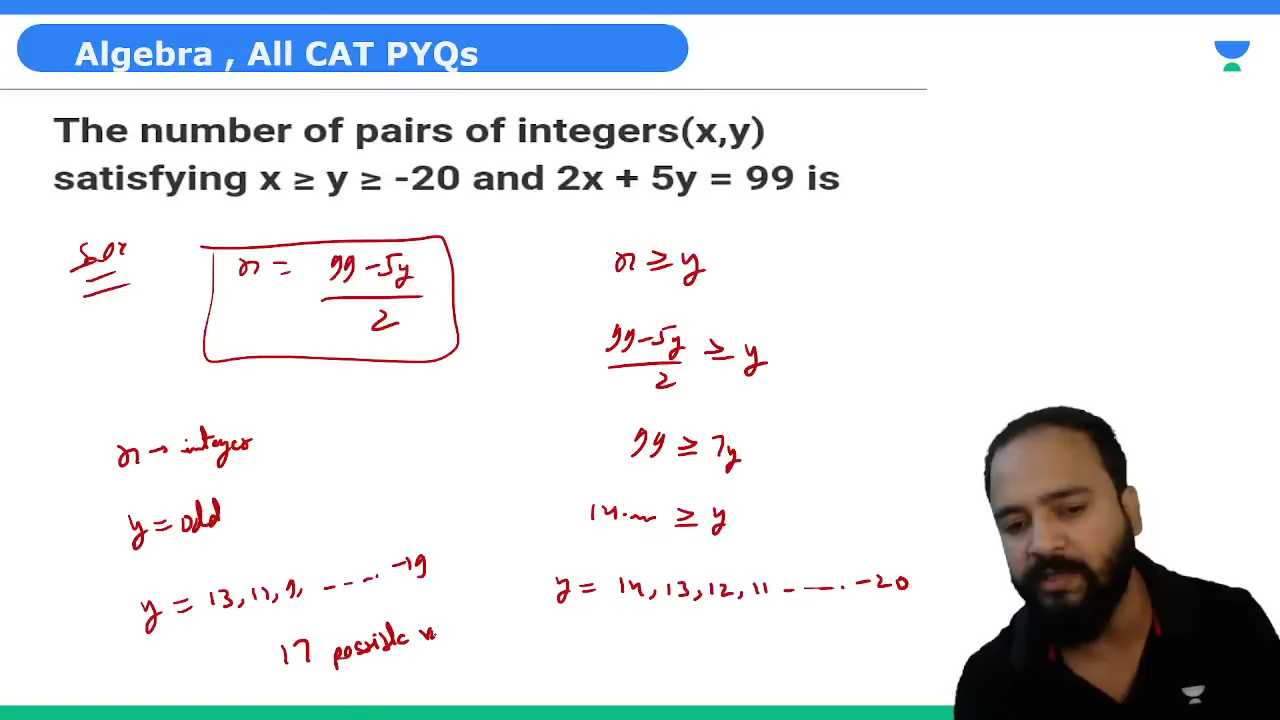 Algebra , All CAT PYQs
The number of pairs of integers(x,y)
satisfying x ≥ y ≥ -20 and 2x + 5y = 99 is
Soln
x = 99-5y / 2
x → integer
y = odd
y = 13, 11, 9, ----. -19
17 possible
x ≥ y
99-5y / 2 ≥ y
99 ≥ 7y
14.~ ≥ y
y = 14, 13, 12, 11 -----. -20